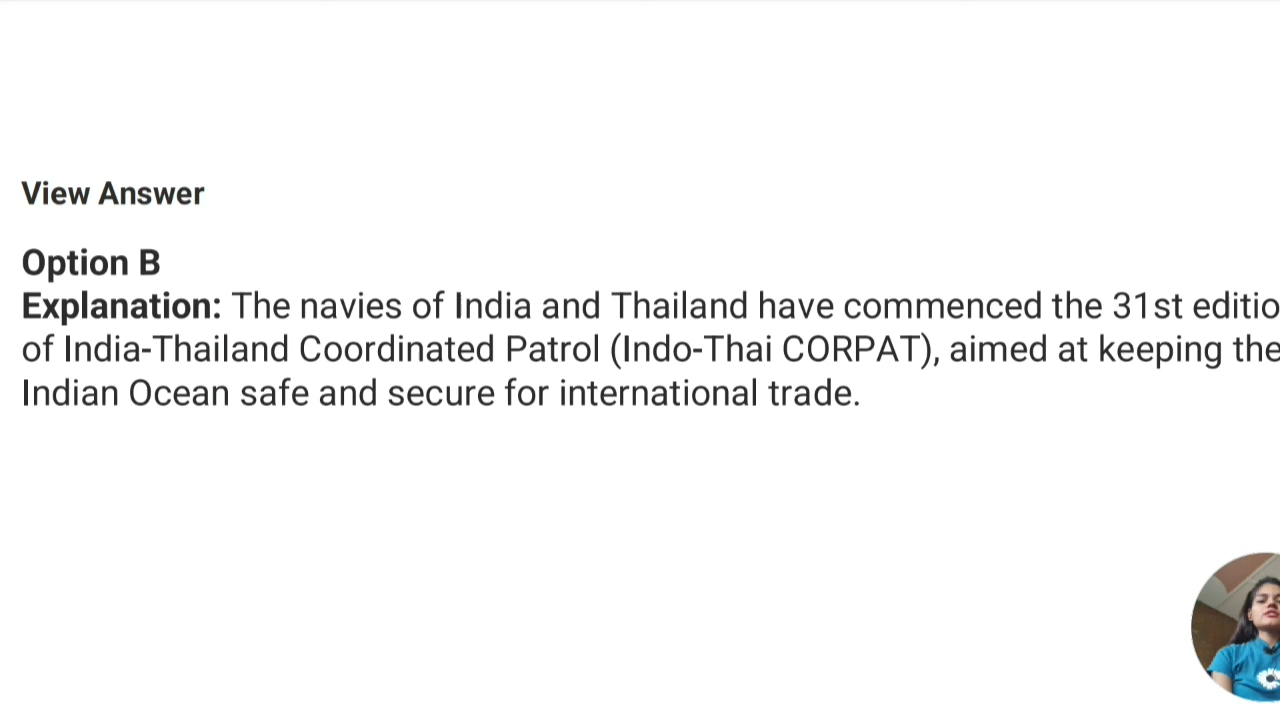 View Answer
Option B
Explanation: The navies of India and Thailand have commenced the 31st editio
of India-Thailand Coordinated Patrol (Indo-Thai CORPAT), aimed at keeping the
Indian Ocean safe and secure for international trade.